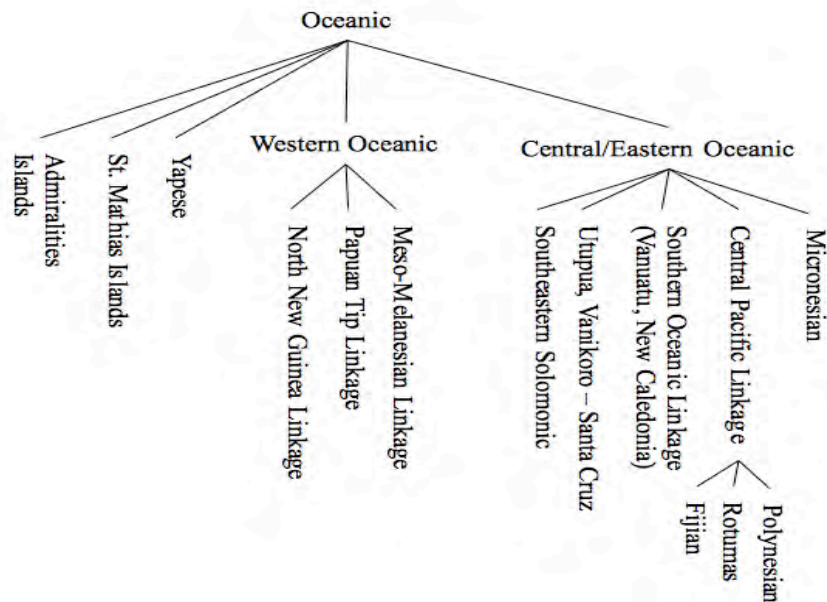 Oceanic
Western Oceanic
Central/Eastern Oceanic
Admiralities
Islands
St. Mathias Islands
Yapese
North New Guinea Linkage
Papuan Tip Linkage
Meso-Melanesian Linkage
Southeastern Solomonic
Utupua, Vanikoro – Santa Cruz
Southern Oceanic Linkage
(Vanuatu, New Caledonia)
Central Pacific Linkage
Micronesian
Fijian
Rotumas
Polynesian